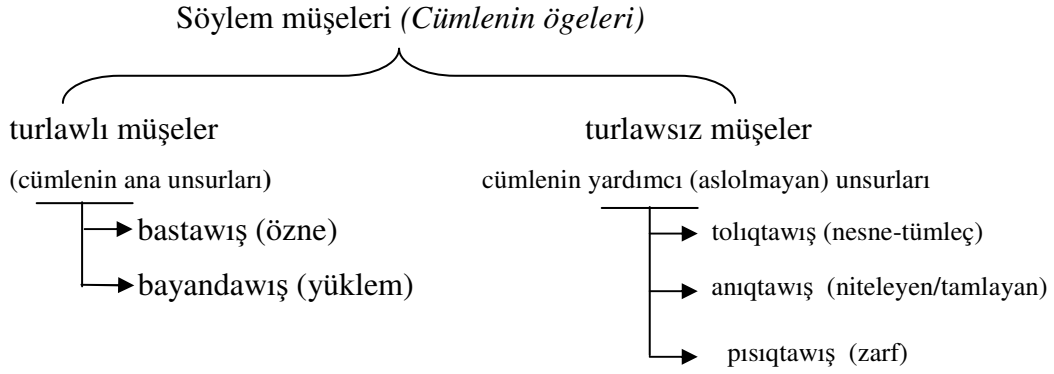 Söylem müşeleri (Cümlenin ögeleri)
turlawlı müşeler
turlawsız müşeler
(cümlenin ana unsurları)
cümlenin yardımcı (aslolmayan) unsurları
bastawış (özne)
bayandawış (yüklem)
tolıqtawış (nesne-tümleç)
anıqtawış (niteleyen/tamlayan)
pısıqtawış (zarf)